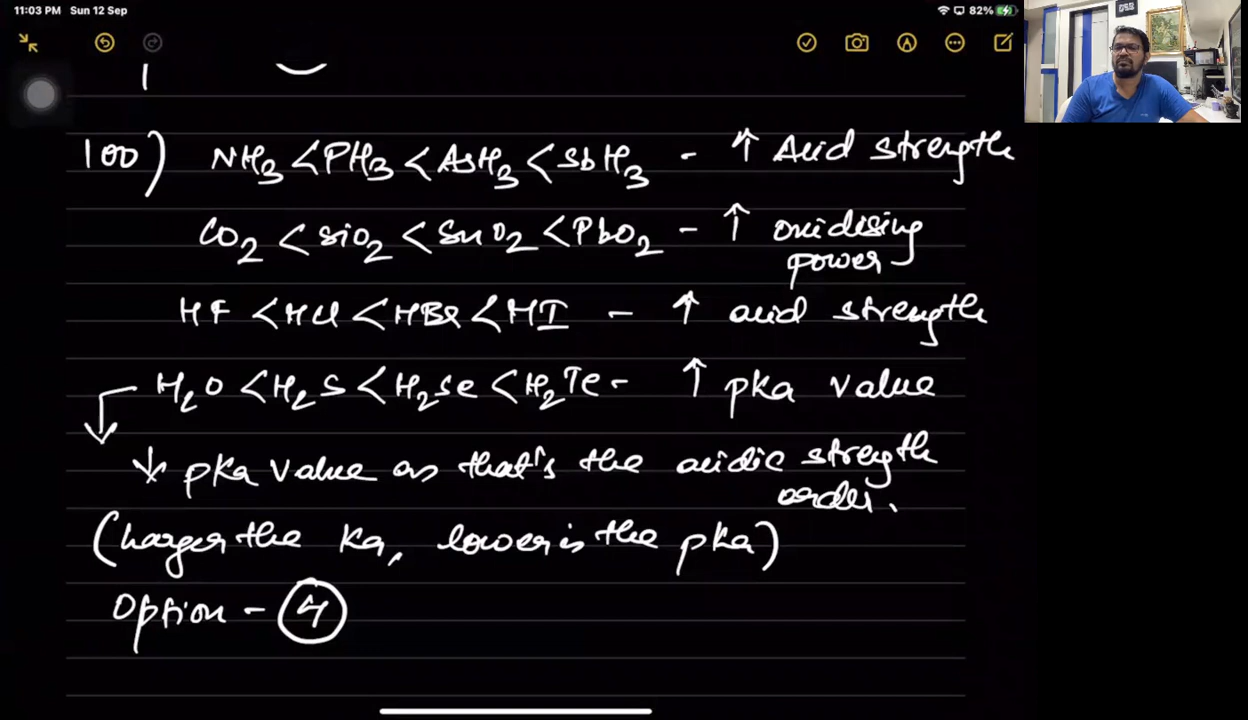 11:03 PM Sun 12 Sep 82%
100) NH3 < PH3 < AsH3 < SbH3 - ↑ Acid strength
CO2 < SiO2 < SnO2 < PbO2 - ↑ oxidising
power
HF < HCl < HBr < HI - ↑ acid strength
H2O < H2S < H2Se < H2Te - ↑ pka value
↓ pKa value as that's the acidic strength
order.
(Larger the Ka, lower is the pka)
Option - 4